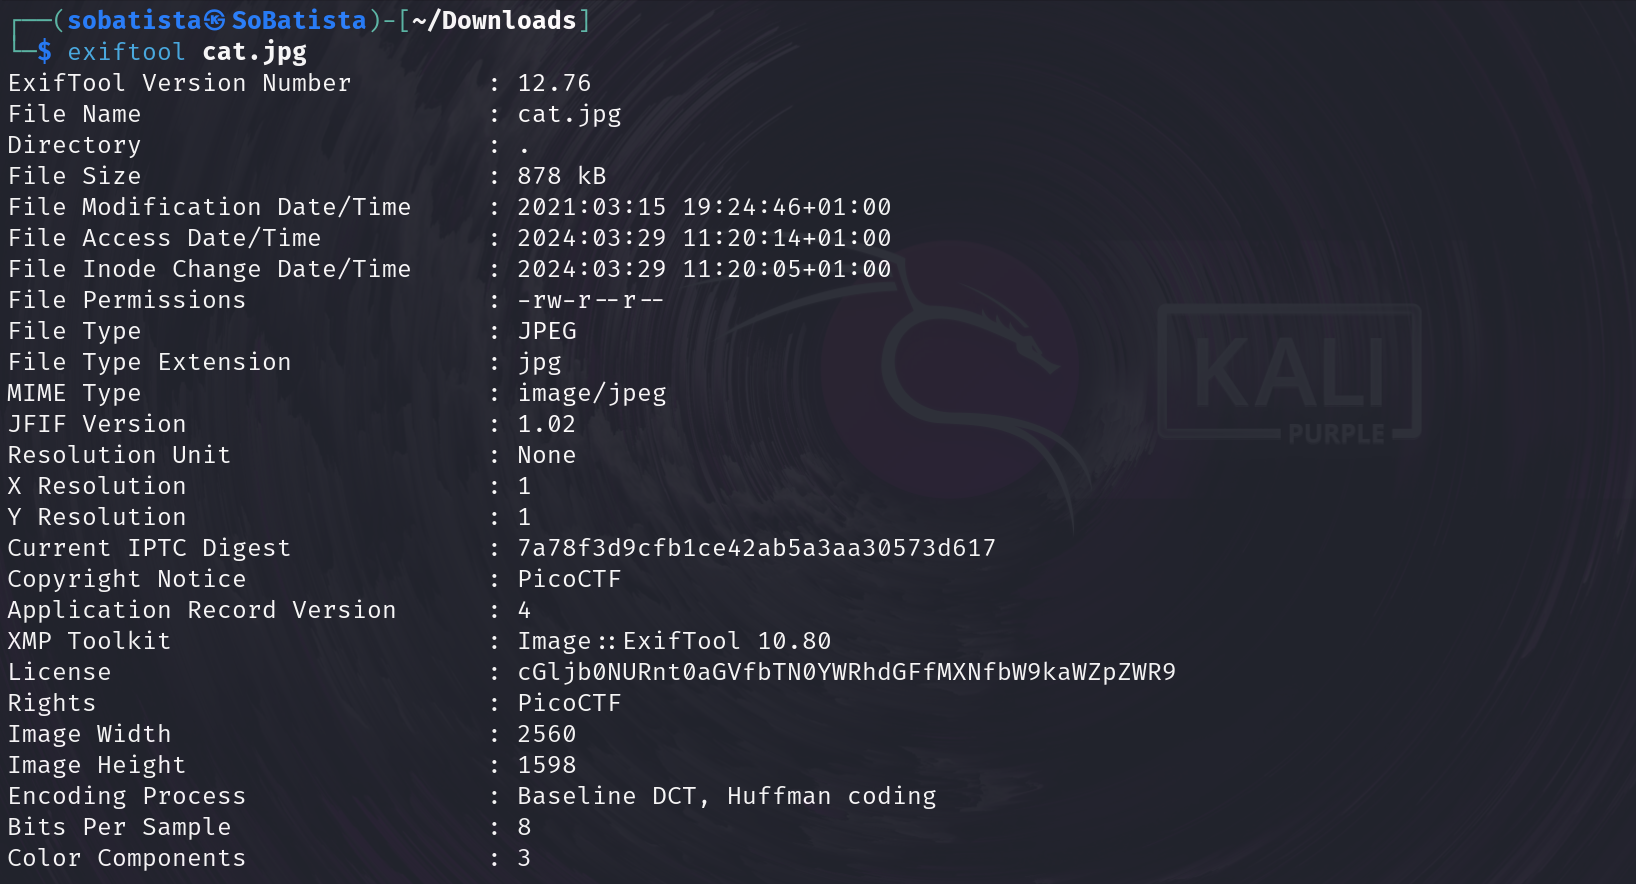 ┌──(sobatista㉿SoBatista)-[~/Downloads]
└─$ exiftool cat.jpg
ExifTool Version Number         : 12.76
File Name                       : cat.jpg
Directory                       : .
File Size                       : 878 kB
File Modification Date/Time     : 2021:03:15 19:24:46+01:00
File Access Date/Time           : 2024:03:29 11:20:14+01:00
File Inode Change Date/Time     : 2024:03:29 11:20:05+01:00
File Permissions                : -rw-r--r--
File Type                       : JPEG
File Type Extension             : jpg
MIME Type                       : image/jpeg
JFIF Version                    : 1.02
Resolution Unit                 : None
X Resolution                    : 1
Y Resolution                    : 1
Current IPTC Digest             : 7a78f3d9cfb1ce42ab5a3aa30573d617
Copyright Notice                : PicoCTF
Application Record Version      : 4
XMP Toolkit                     : Image::ExifTool 10.80
License                         : cGljb0NURnt0aGVfbTN0YWRhdGFfMXNfbW9kaWZpZWR9
Rights                          : PicoCTF
Image Width                     : 2560
Image Height                    : 1598
Encoding Process                : Baseline DCT, Huffman coding
Bits Per Sample                 : 8
Color Components                : 3
KALI
PURPLE